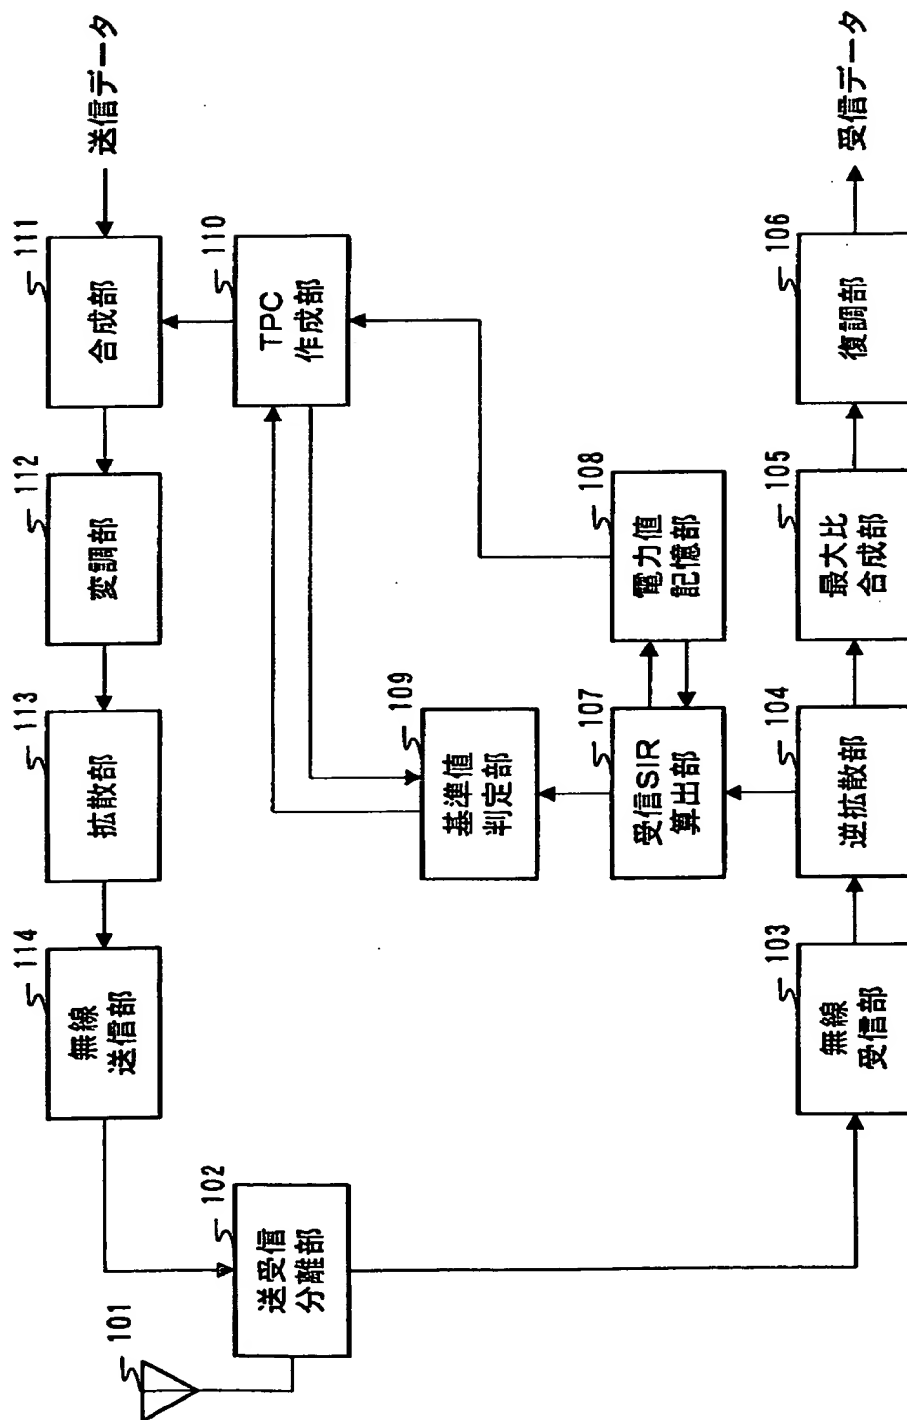 101
102
送受信
分離部
114
無線
送信部
113
拡散部
112
変調部
111
合成部
送信データ
110
TPC
作成部
109
基準値
判定部
108
電力値
記憶部
107
受信SIR
算出部
103
無線
受信部
104
逆拡散部
105
最大比
合成部
106
復調部
受信データ